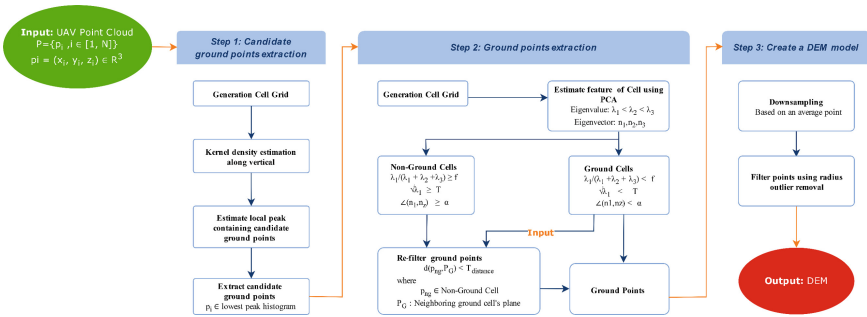 Input: UAV Point Cloud
P={pᵢ ,i ∈ [1, N]}
pi = (xᵢ, yᵢ, zᵢ) ∈ R³
Step 1: Candidate
ground points extraction
Generation Cell Grid
Kernel density estimation
along vertical
Estimate local peak
containing candidate
ground points
Extract candidate
ground points
pᵢ ∈ lowest peak histogram
Step 2: Ground points extraction
Generation Cell Grid
Estimate feature of Cell using
PCA
Eigenvalue: λ₁ < λ₂ < λ₃
Eigenvector: n₁,n₂,n₃
Non-Ground Cells
λ₁/(λ₁ + λ₂ +λ₃) ≥ f
√λ₁ ≥ T
∠(n₁,n_z) ≥ α
Ground Cells
λ₁/(λ₁ +λ₂ + λ₃) < f
√λ₁ < T
∠(n1,nz) < α
Input
Re-filter ground points
d(p_ng,P_G) < T_distance
where
p_ng ∈ Non-Ground Cell
P_G : Neighboring ground cell's plane
Ground Points
Step 3: Create a DEM model
Downsampling
Based on an average point
Filter points using radius
outlier removal
Output: DEM